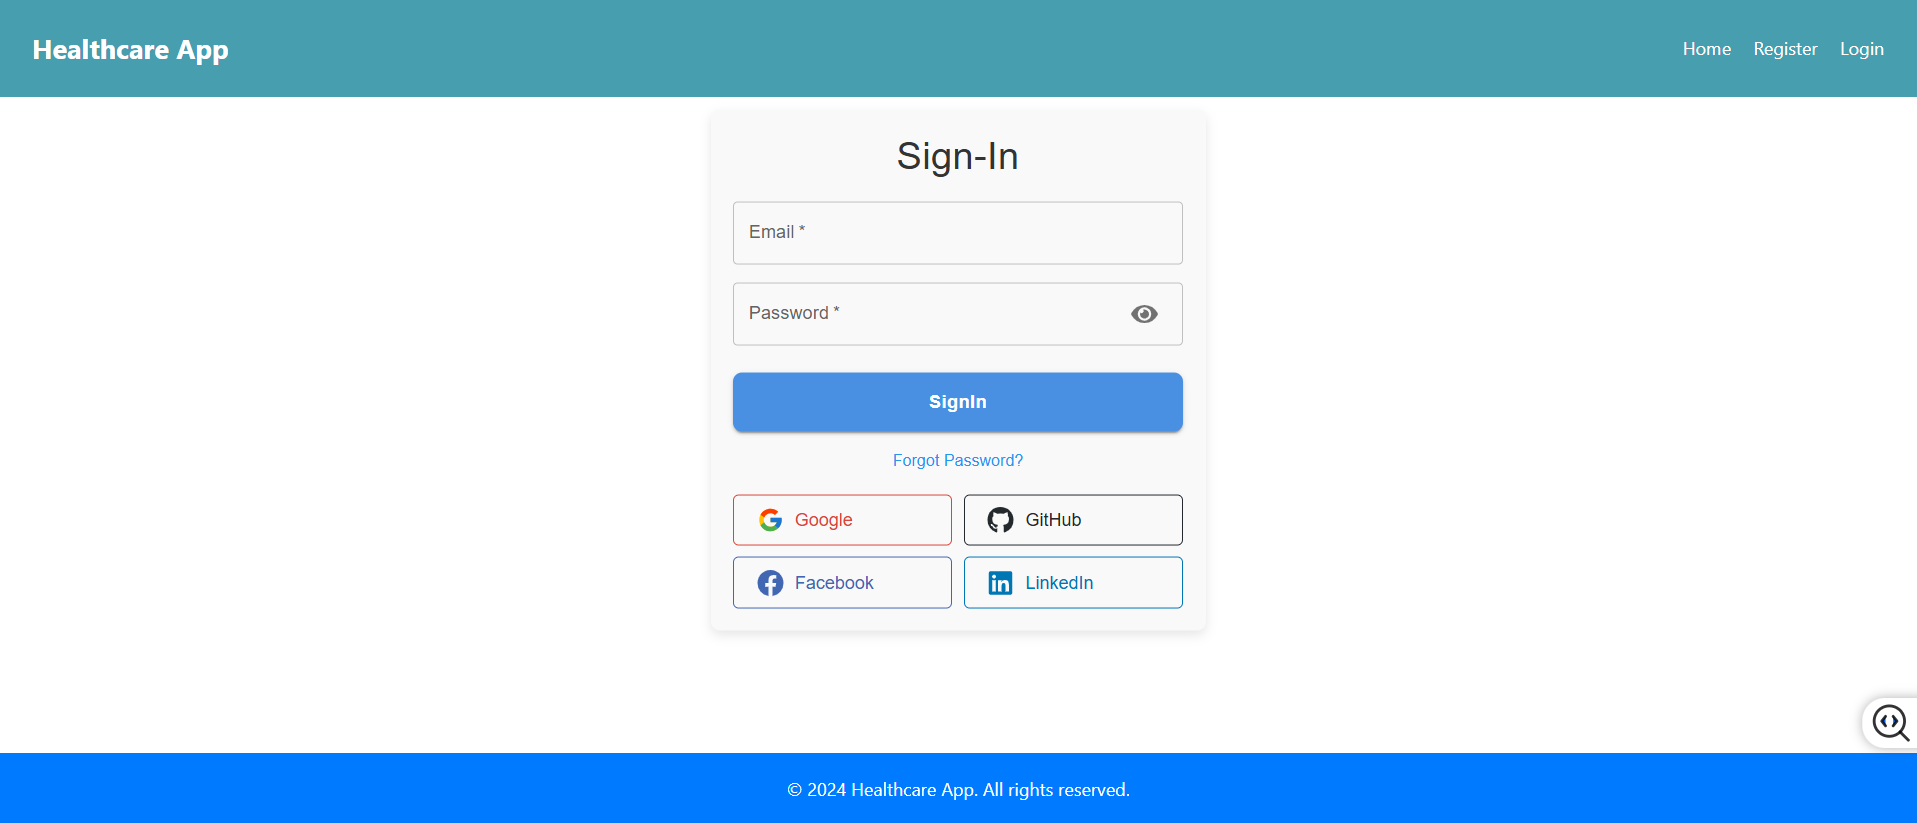 Healthcare App
Home Register Login
Sign-In
Email *
Password *
SignIn
Forgot Password?
Google
GitHub
Facebook
LinkedIn
© 2024 Healthcare App. All rights reserved.